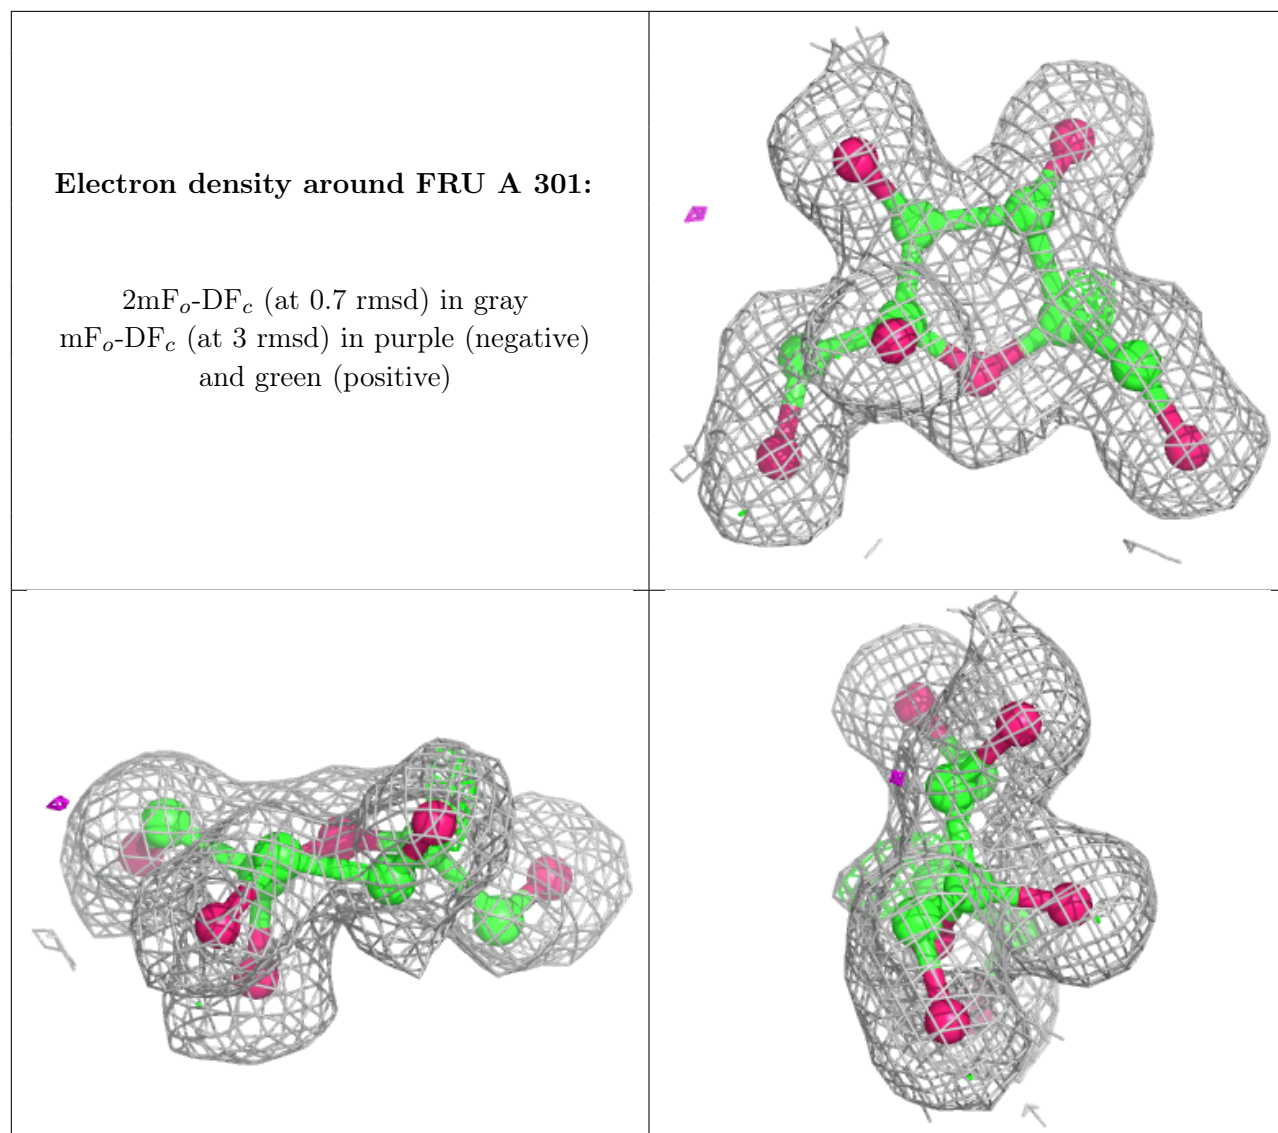 Electron density around FRU A 301:
2mFo-DFc (at 0.7 rmsd) in gray
mFo-DFc (at 3 rmsd) in purple (negative)
and green (positive)